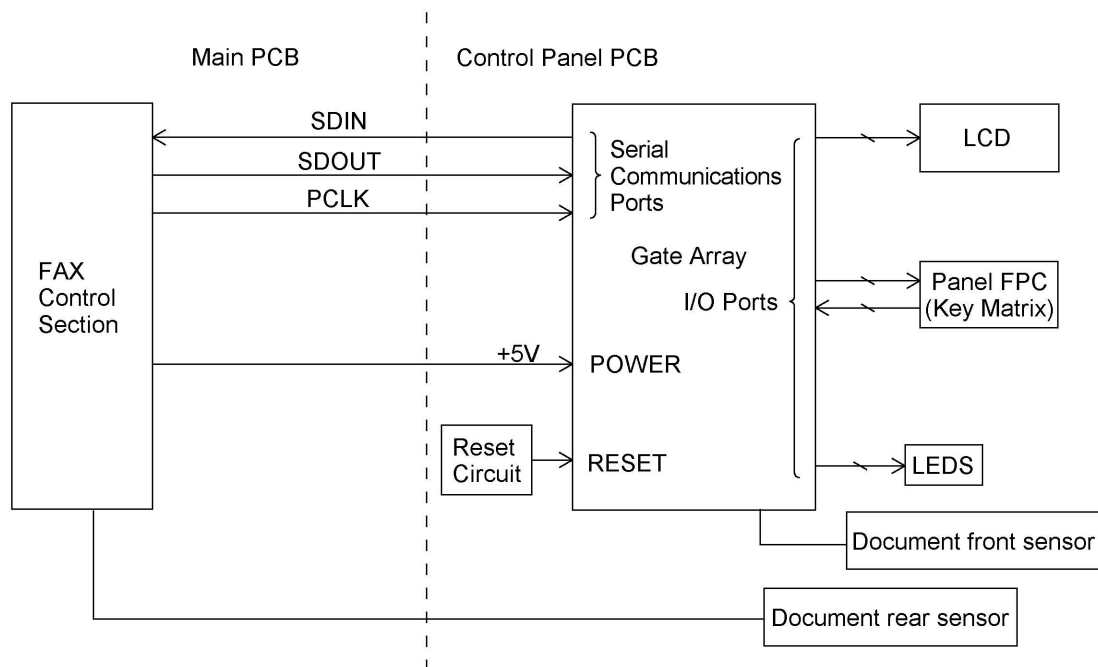 Main PCB
Control Panel PCB
SDIN
SDOUT
PCLK
Serial
Communications
Ports
LCD
FAX
Control
Section
Gate Array
I/O Ports
Panel FPC
(Key Matrix)
+5V
POWER
Reset
Circuit
RESET
LEDS
Document front sensor
Document rear sensor